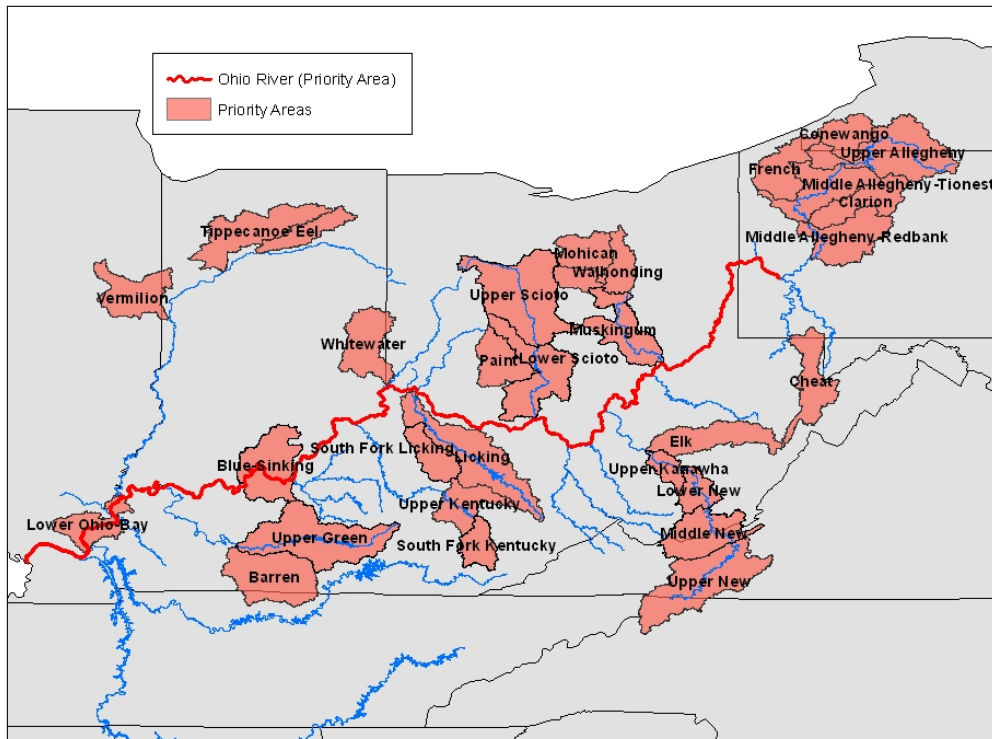 Ohio River (Priority Area)
Priority Areas
Conewango
Upper Allegheny
French
Middle Allegheny-Tionest
Clarion
Middle Allegheny-Redbank
Tippecanoe Eel
Vermilion
Mohican
Walhonding
Upper Scioto
Muskingum
Whitewater
Paint
Lower Scioto
Cheat
Elk
South Fork Licking
Licking
Blue-Sinking
Upper Kanawha
Lower New
Upper Kentucky
Lower Ohio-Bay
Upper Green
South Fork Kentucky
Middle New
Barren
Upper New